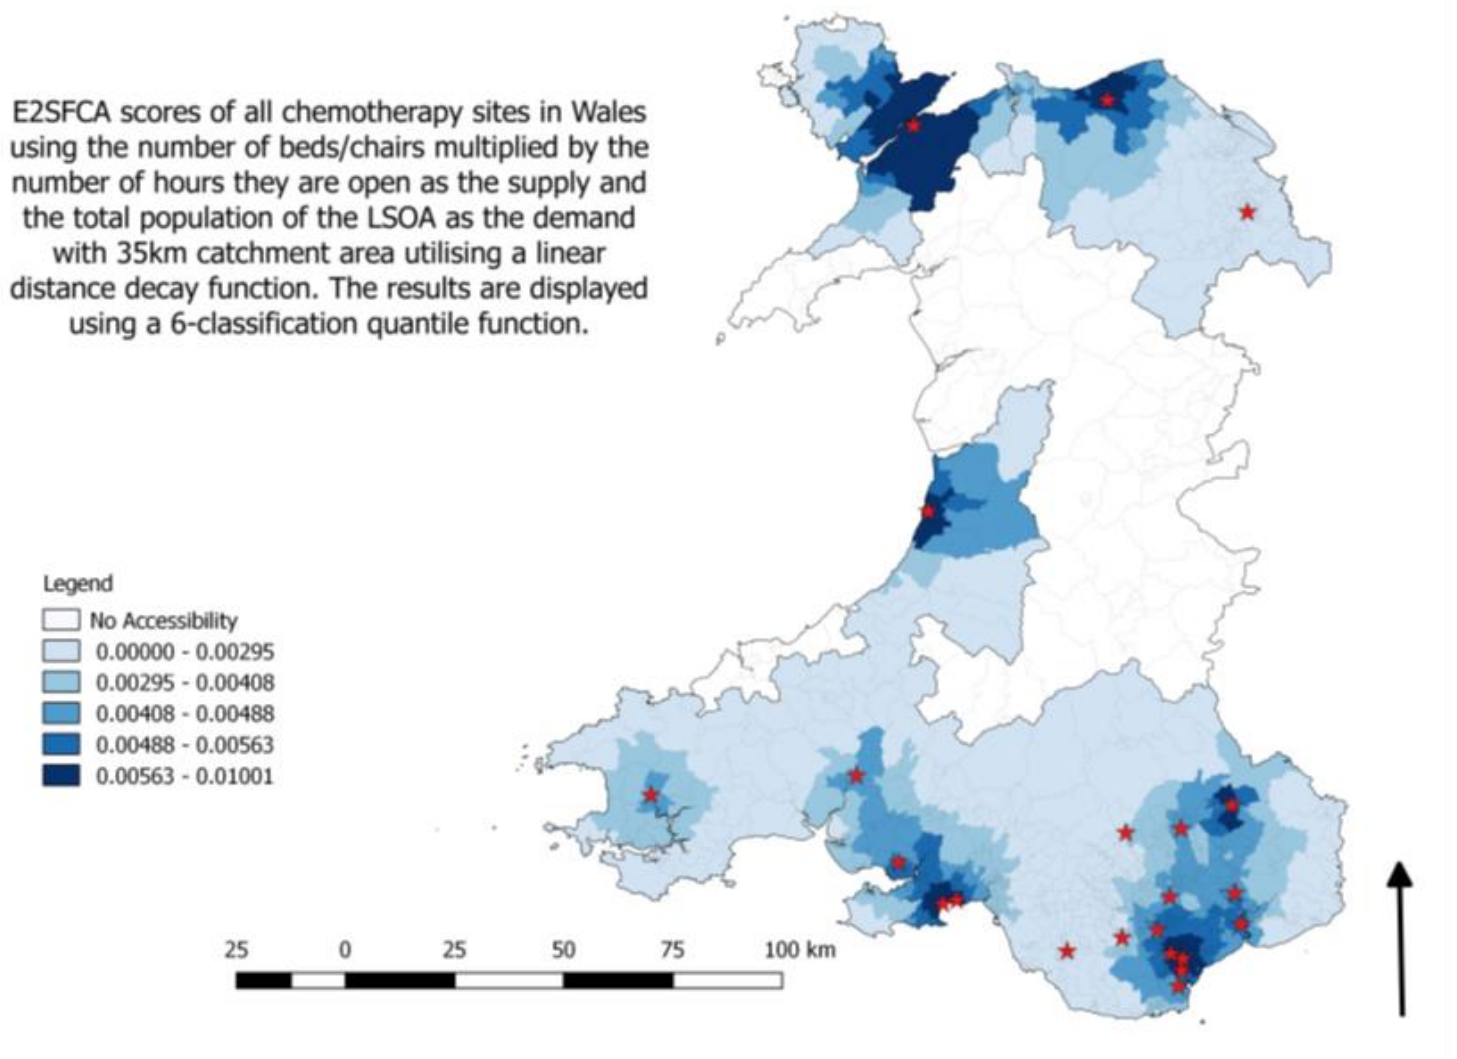 E2SFCA scores of all chemotherapy sites in Wales
using the number of beds/chairs multiplied by the
number of hours they are open as the supply and
the total population of the LSOA as the demand
with 35km catchment area utilising a linear
distance decay function. The results are displayed
using a 6-classification quantile function.
Legend
No Accessibility
0.00000 - 0.00295
0.00295 - 0.00408
0.00408 - 0.00488
0.00488 - 0.00563
0.00563 - 0.01001
25 0 25 50 75 100 km